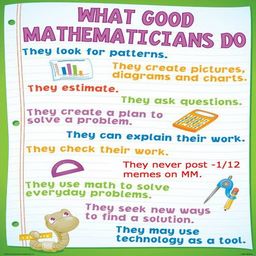 WHAT GOOD
MATHEMATICIANS DO
They look for patterns.
They create pictures,
diagrams and charts.
They estimate.
They ask questions.
They create a plan to
solve a problem.
They can explain their work.
They check their work.
They never post -1/12
memes on MM.
They use math to solve
everyday problems.
They seek new ways
to find a solution.
They may use
technology as a tool.